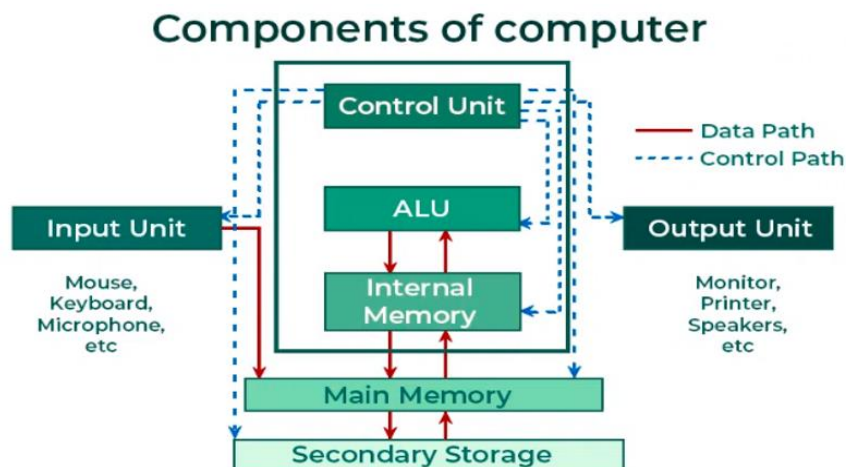 Components of computer
Control Unit
Data Path
Control Path
ALU
Input Unit
Output Unit
Mouse,
Keyboard,
Microphone,
etc
Internal
Memory
Monitor,
Printer,
Speakers,
etc
Main Memory
Secondary Storage